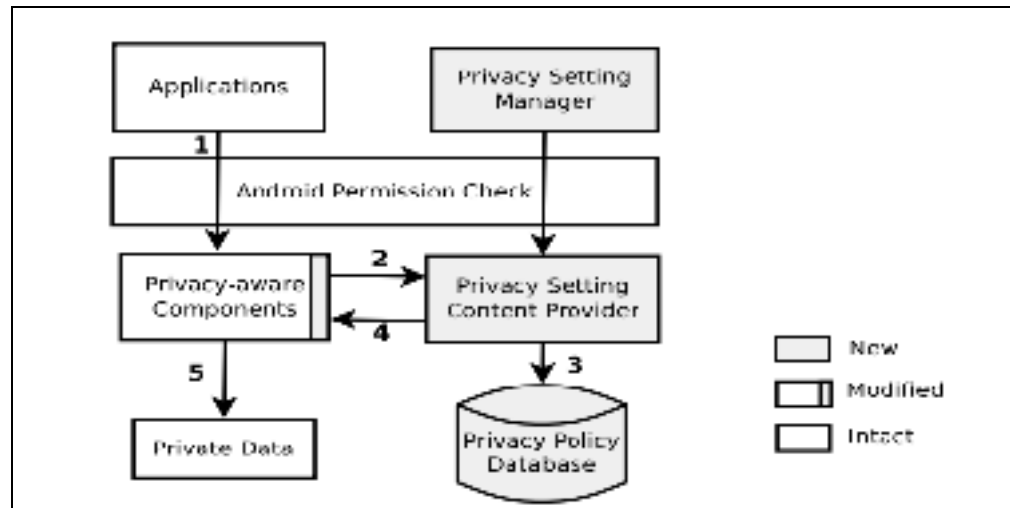 Applications
Privacy Setting
Manager
1
Android Permission Check
Privacy-aware
Components
2
Privacy Setting
Content Provider
4
5
3
Private Data
Privacy Policy
Database
New
Modified
Intact